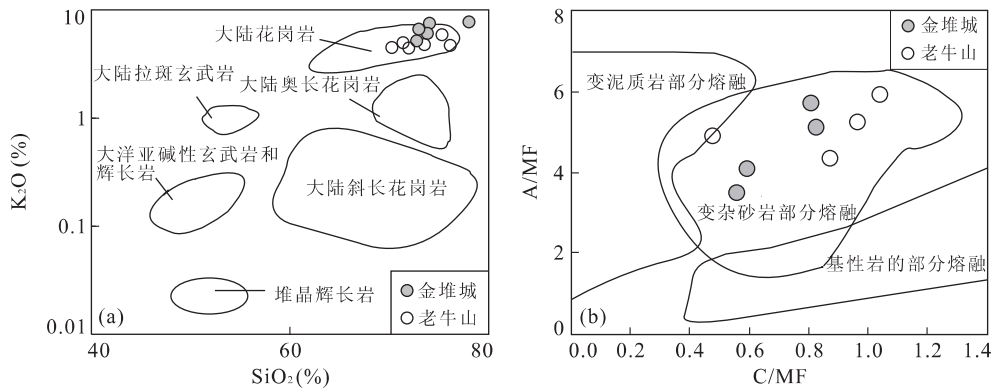 10
1
0.1
0.01
K₂O (%)
40
60
80
SiO₂(%)
大陆花岗岩
大陆拉斑玄武岩
大陆奥长花岗岩
大洋亚碱性玄武岩和
辉长岩
大陆斜长花岗岩
堆晶辉长岩
(a)
金堆城
老牛山
8
6
4
2
0
A/MF
0.0
0.2
0.4
0.6
0.8
1.0
1.2
1.4
C/MF
金堆城
老牛山
变泥质岩部分熔融
变杂砂岩部分熔融
基性岩的部分熔融
(b)